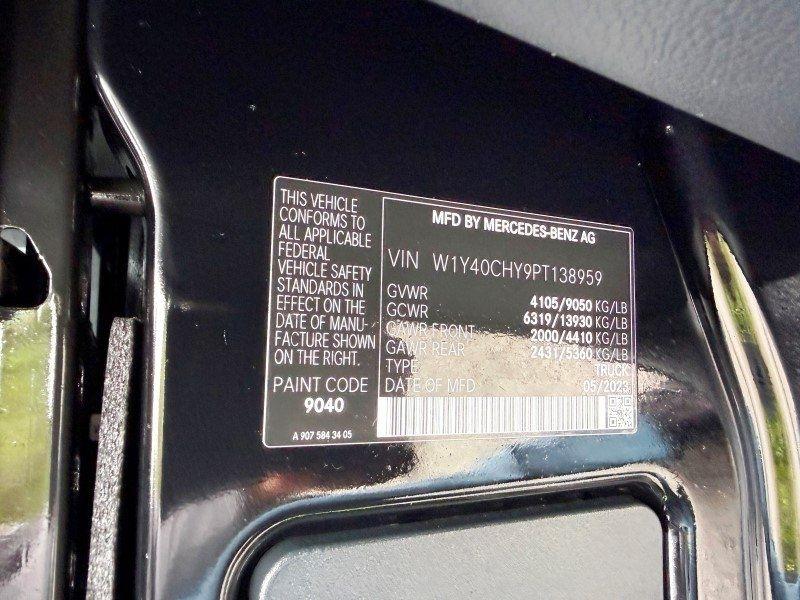 THIS VEHICLE
CONFORMS TO
ALL APPLICABLE
FEDERAL
VEHICLE SAFETY
STANDARDS IN
EFFECT ON THE
DATE OF MANU-
FACTURE SHOWN
ON THE RIGHT.
PAINT CODE
9040
A 907 584 34 05
MFD BY MERCEDES-BENZ AG
VIN W1Y40CHY9PT138959
GVWR 4105/9050 KG/LB
GCWR 6319/13930 KG/LB
GAWR FRONT 2000/4410 KG/LB
GAWR REAR 2431/5360 KG/LB
TYPE TRUCK
DATE OF MFD 05/2023